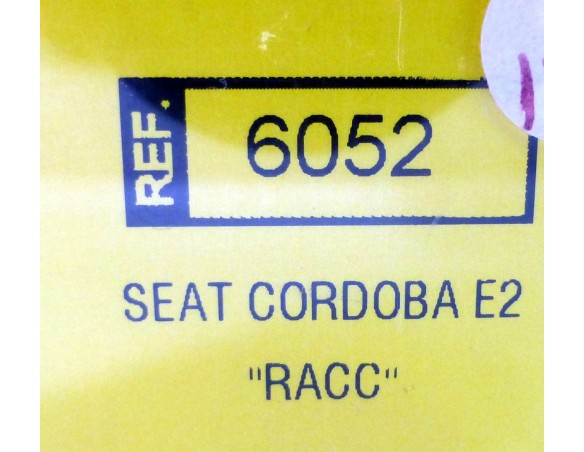 REF. 6052
SEAT CORDOBA E2
"RACC"